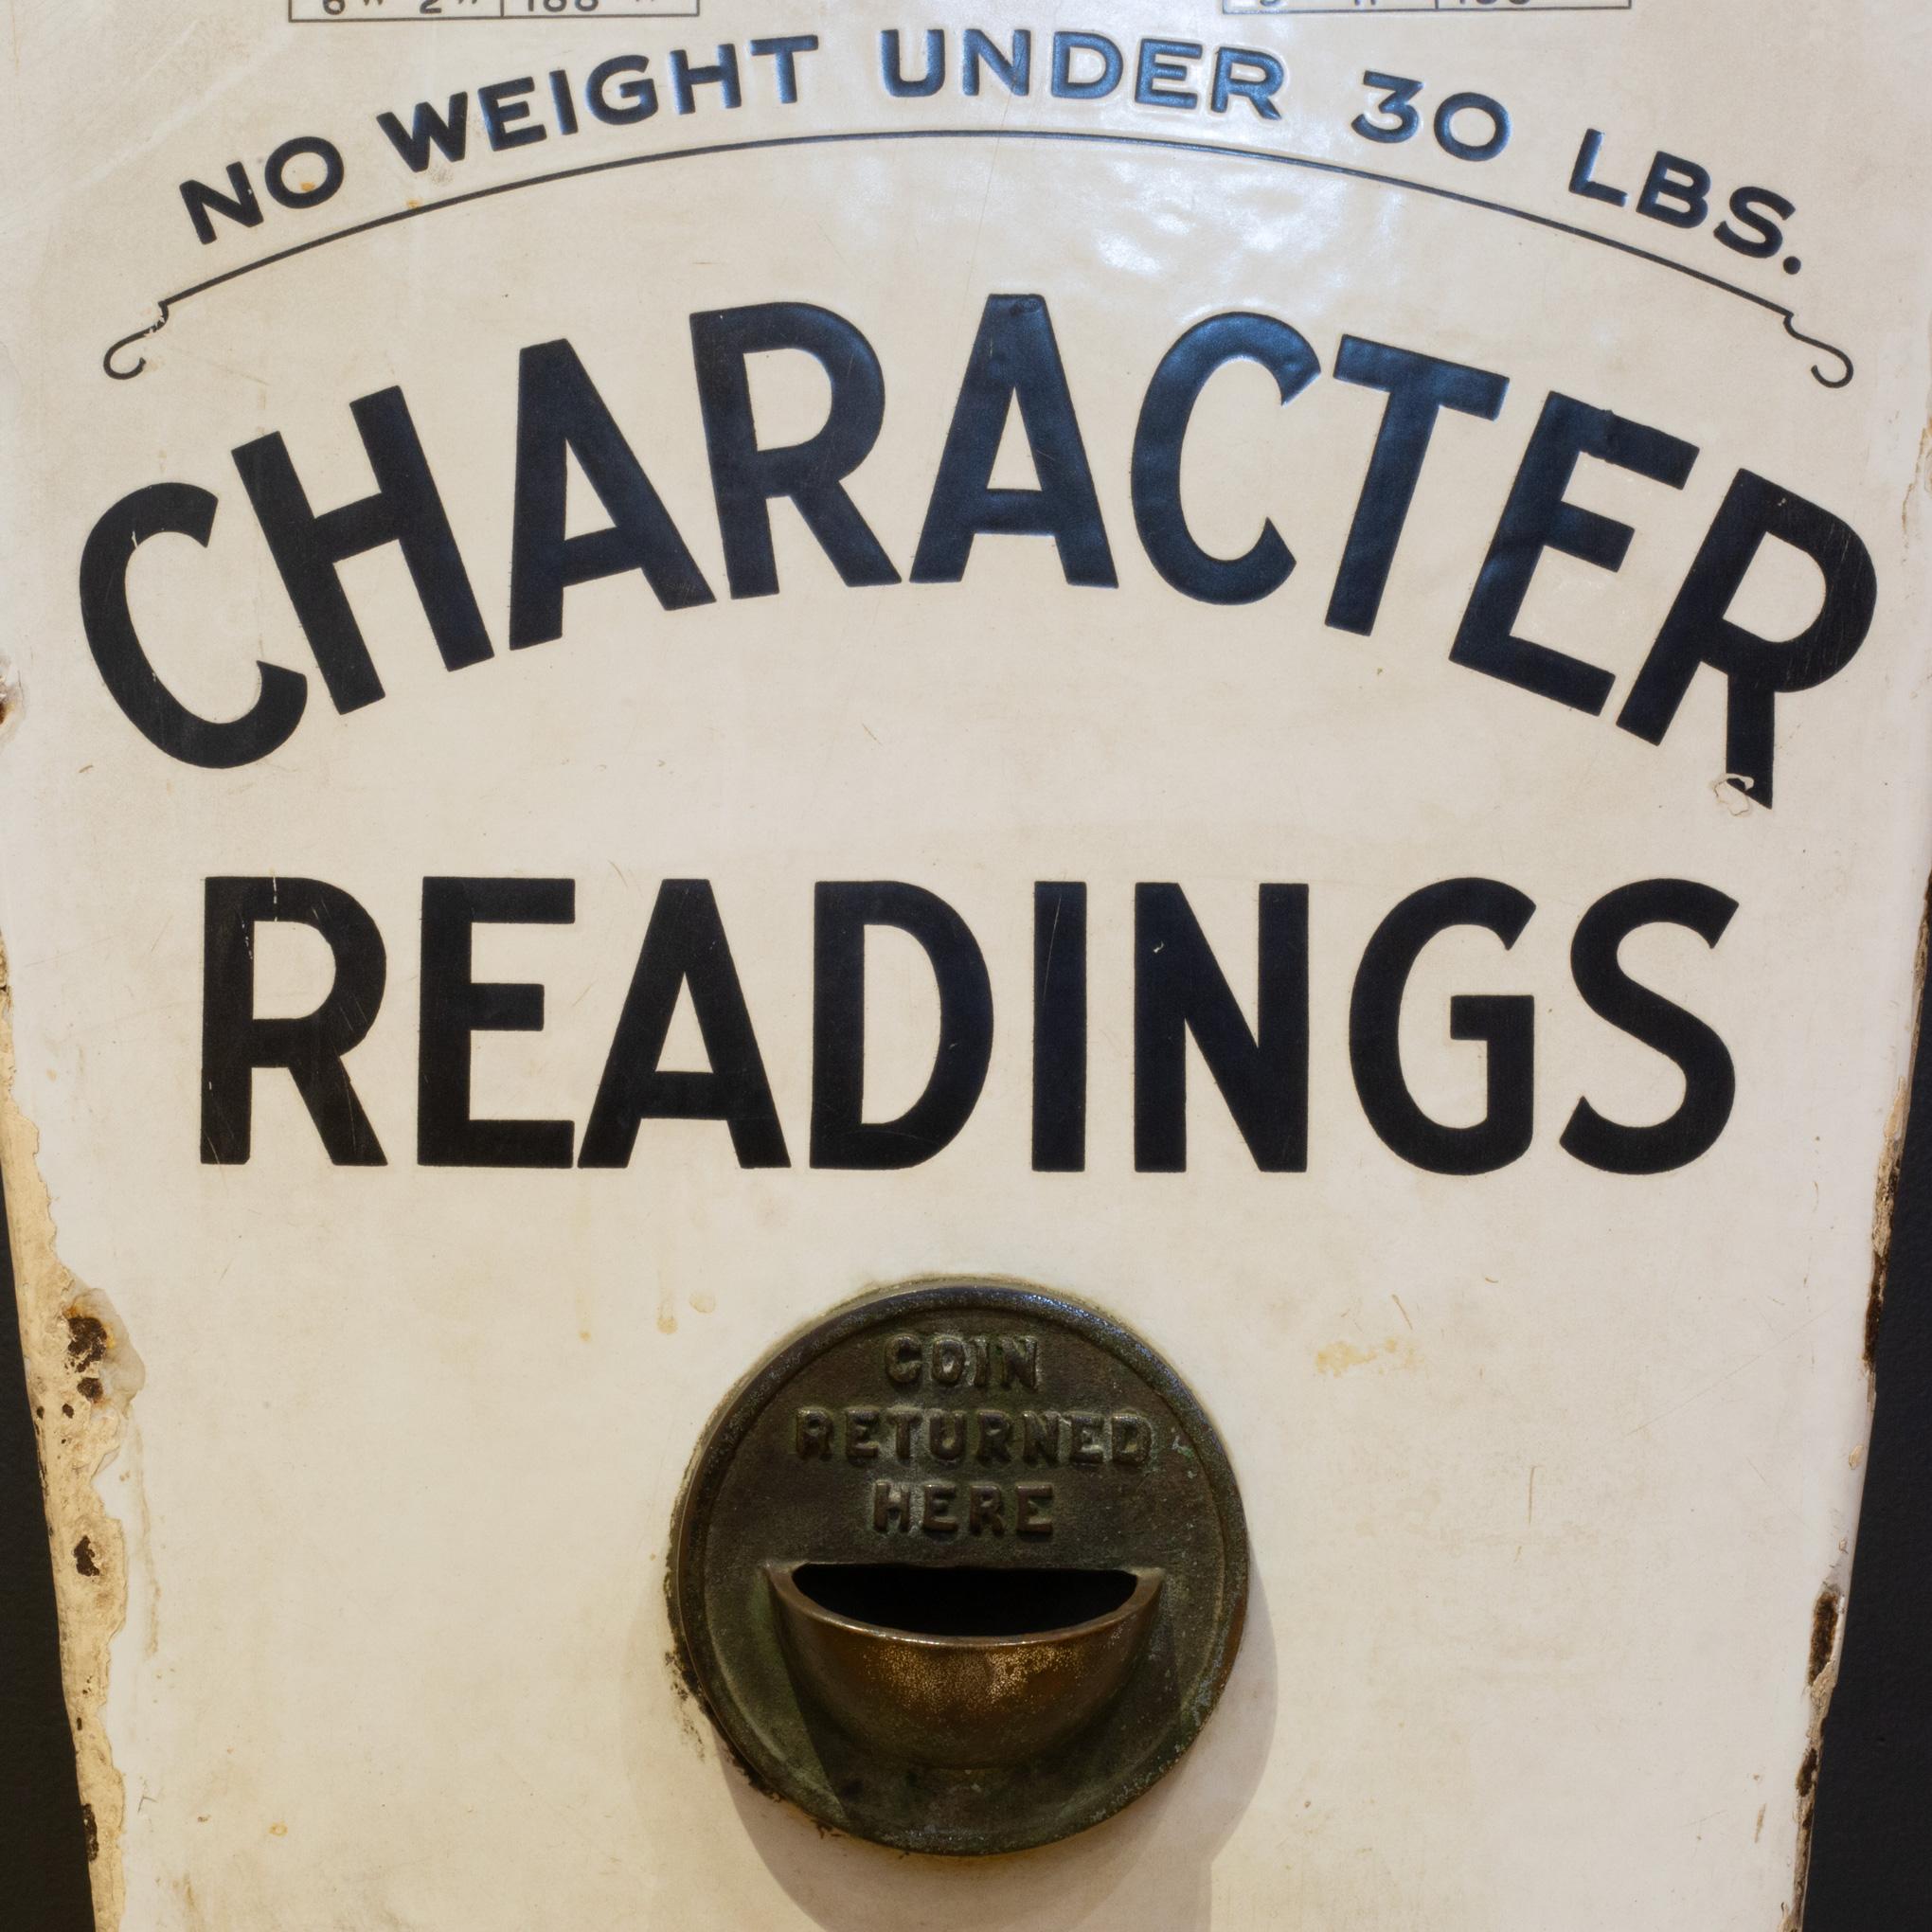 NO WEIGHT UNDER 30 LBS.
CHARACTER
READINGS
COIN
RETURNED
HERE